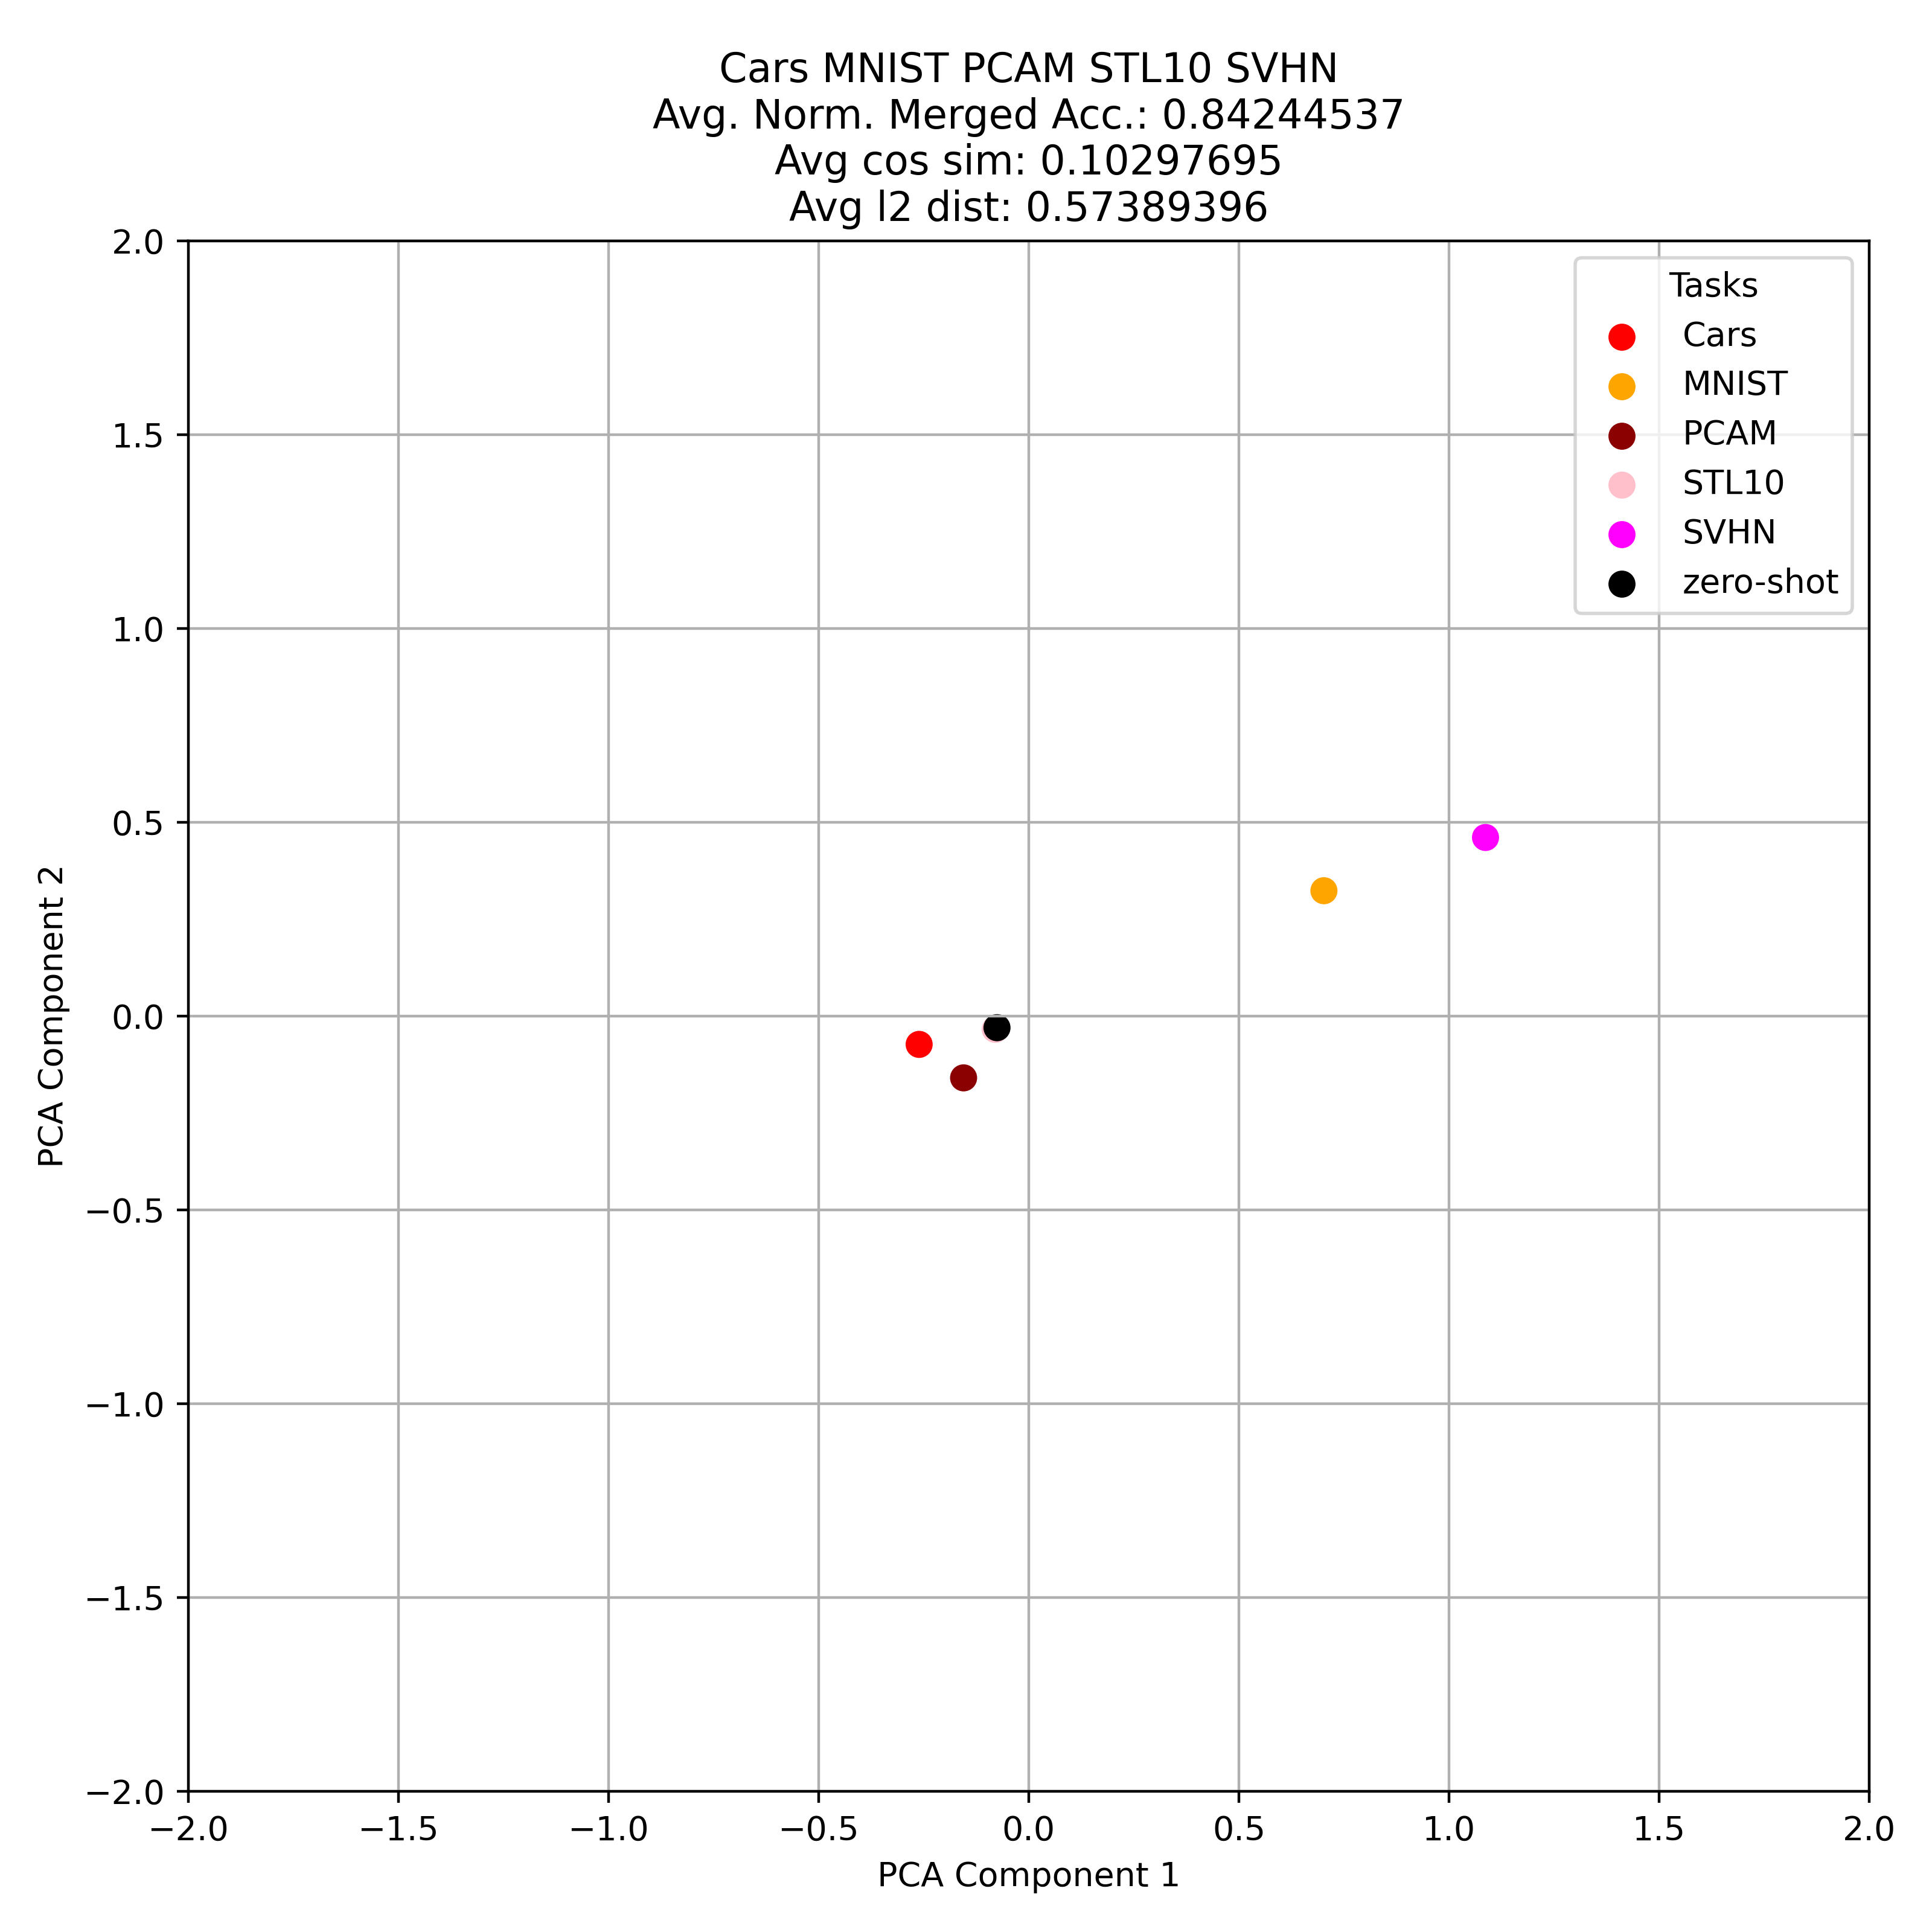 Cars MNIST PCAM STL10 SVHN
Avg. Norm. Merged Acc.: 0.84244537
Avg cos sim: 0.10297695
Avg l2 dist: 0.57389396
Tasks
Cars
MNIST
PCAM
STL10
SVHN
zero-shot
PCA Component 2
2.0
1.5
1.0
0.5
0.0
−0.5
−1.0
−1.5
−2.0
−2.0 −1.5 −1.0 −0.5 0.0 0.5 1.0 1.5 2.0
PCA Component 1